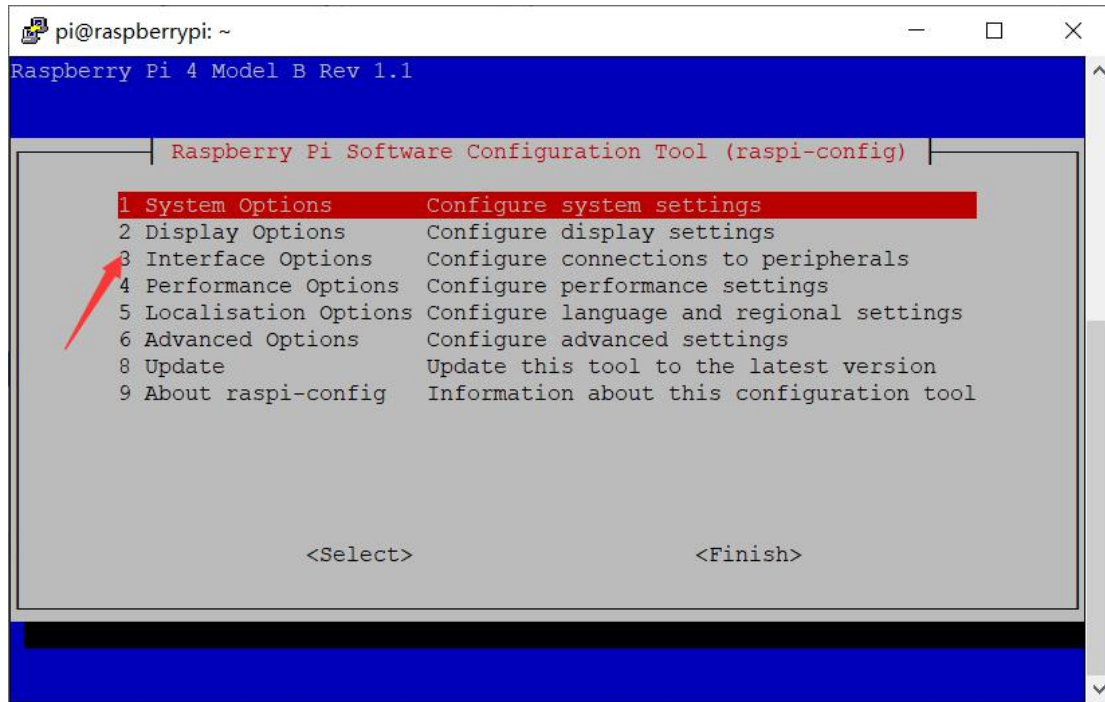 pi@raspberrypi: ~
Raspberry Pi 4 Model B Rev 1.1
Raspberry Pi Software Configuration Tool (raspi-config)
1 System Options Configure system settings
2 Display Options Configure display settings
3 Interface Options Configure connections to peripherals
4 Performance Options Configure performance settings
5 Localisation Options Configure language and regional settings
6 Advanced Options Configure advanced settings
8 Update Update this tool to the latest version
9 About raspi-config Information about this configuration tool
<Select> <Finish>